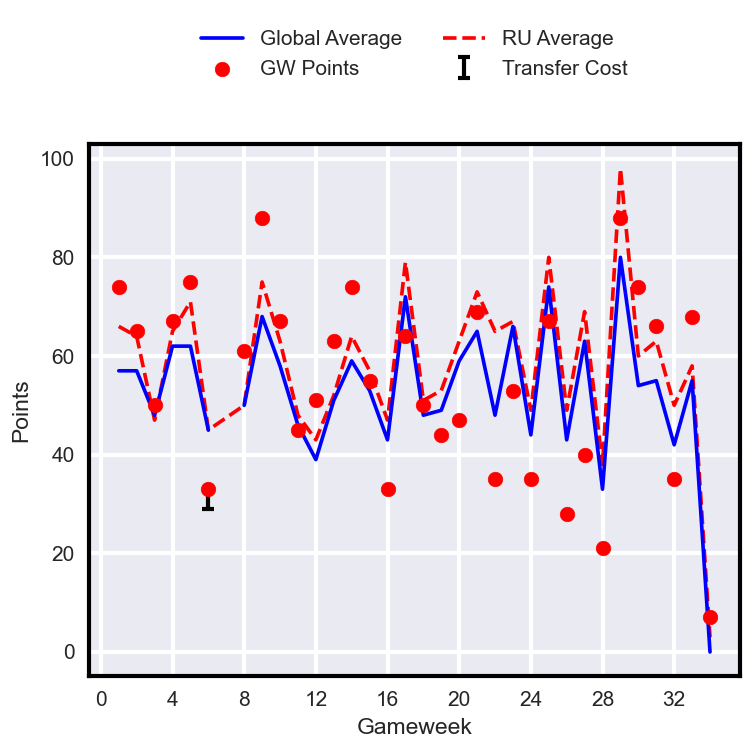 Global Average
RU Average
GW Points
Transfer Cost
100
80
60
40
20
0
Points
0 4 8 12 16 20 24 28 32
Gameweek